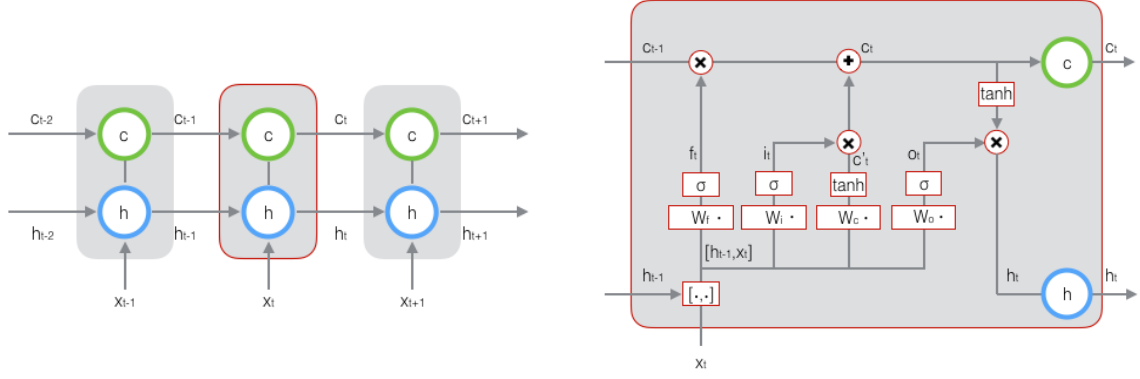 Ct-2 Ct-1 Ct Ct+1
c c c
h h h
ht-2 ht-1 ht ht+1
Xt-1 Xt Xt+1
Ct-1 Ct c Ct
tanh
ft it c't ot
σ σ tanh σ
Wf · Wi · Wc · Wo ·
[ht-1,xt]
ht-1 ht ht
[.,.] h
Xt